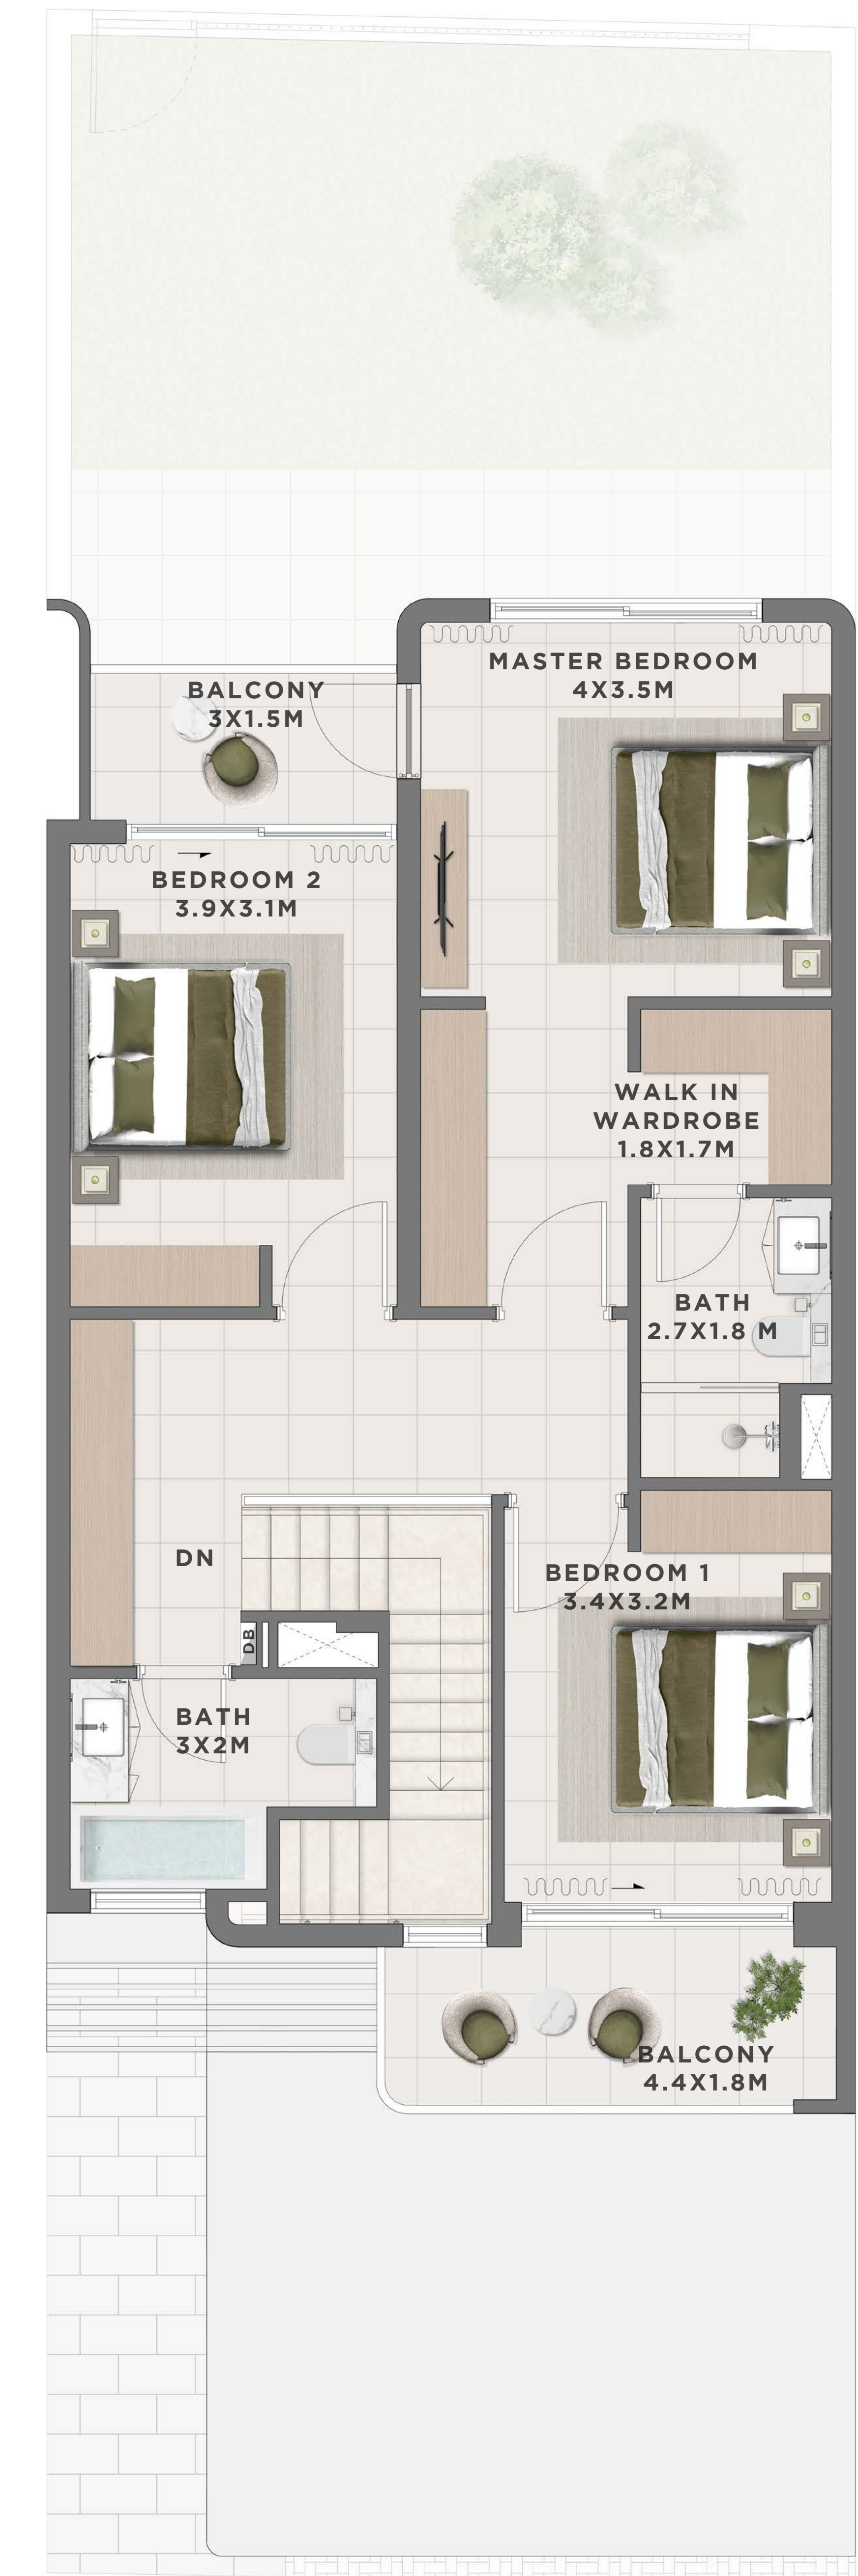 MASTER BEDROOM
4X3.5M
BALCONY
3X1.5M
BEDROOM 2
3.9X3.1M
WALK IN
WARDROBE
1.8X1.7M
BATH
2.7X1.8 M
DN
BEDROOM 1
3.4X3.2M
DB
BATH
3X2M
BALCONY
4.4X1.8M